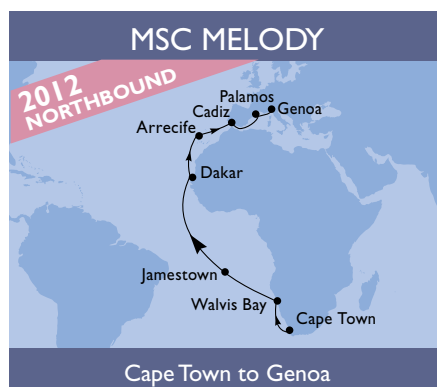 MSC MELODY
2012
NORTHBOUND
Palamos
Cadiz
Genoa
Arrecife
Dakar
Jamestown
Walvis Bay
Cape Town
Cape Town to Genoa